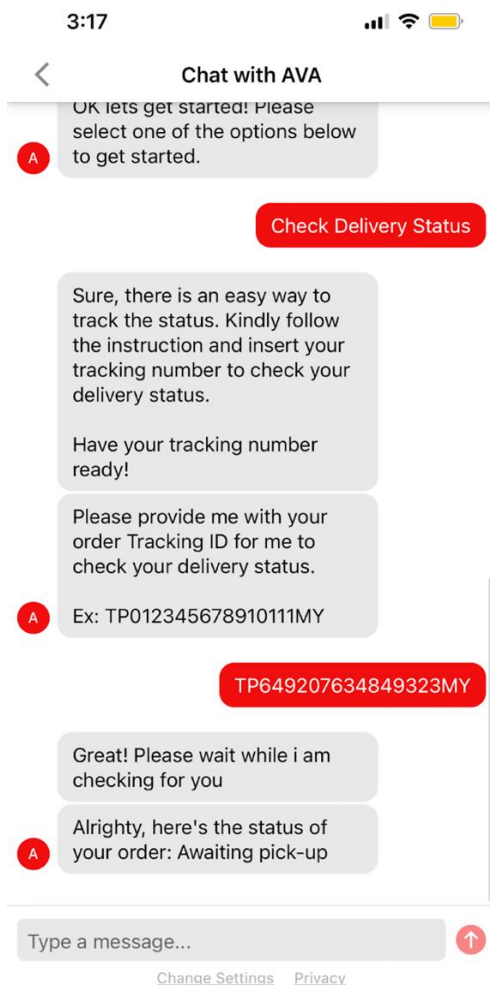 3:17
Chat with AVA
OK lets get started! Please
select one of the options below
to get started.
A
Check Delivery Status
Sure, there is an easy way to
track the status. Kindly follow
the instruction and insert your
tracking number to check your
delivery status.
Have your tracking number
ready!
Please provide me with your
order Tracking ID for me to
check your delivery status.
Ex: TP012345678910111MY
A
TP649207634849323MY
Great! Please wait while i am
checking for you
Alrighty, here's the status of
your order: Awaiting pick-up
A
Type a message...
Change Settings Privacy